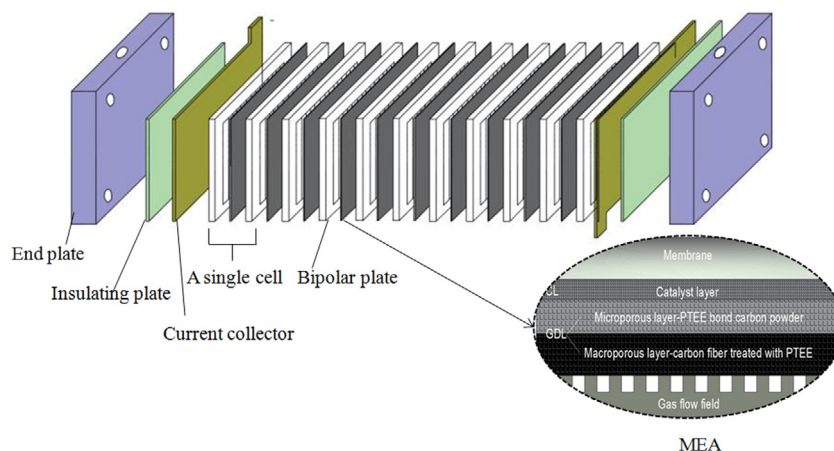 End plate
Insulating plate
Current collector
A single cell
Bipolar plate
Membrane
CL
Catalyst layer
Microporous layer-PTEE bond carbon powder
GDL
Macroporous layer-carbon fiber treated with PTEE
Gas flow field
MEA